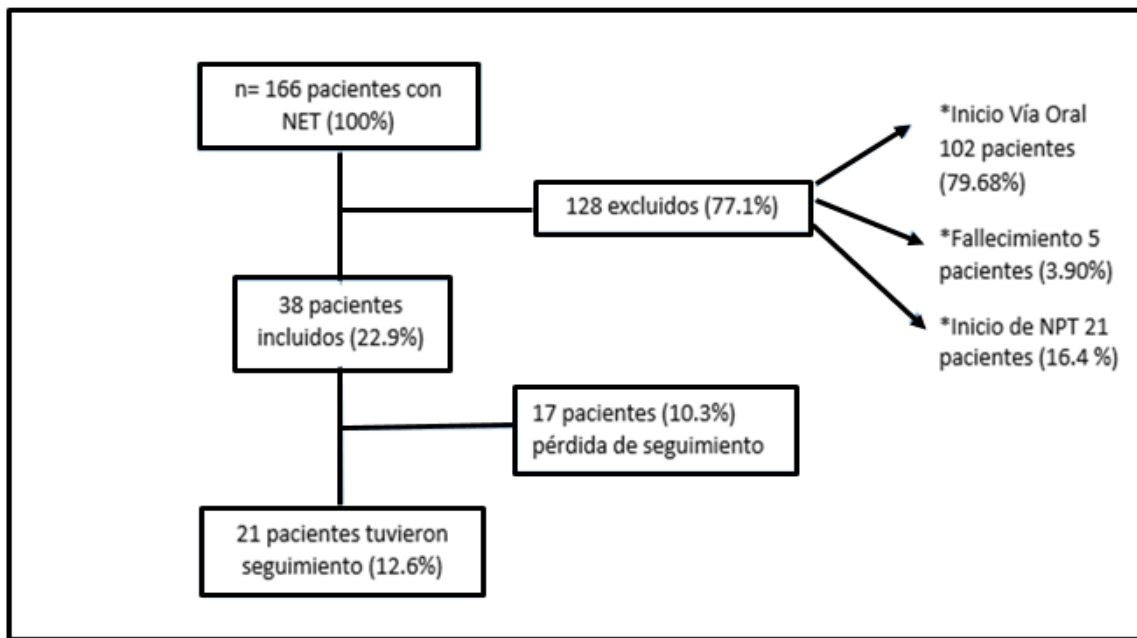 n= 166 pacientes con
NET (100%)
128 excluidos (77.1%)
*Inicio Vía Oral
102 pacientes
(79.68%)
*Fallecimiento 5
pacientes (3.90%)
*Inicio de NPT 21
pacientes (16.4 %)
38 pacientes
incluidos (22.9%)
17 pacientes (10.3%)
pérdida de seguimiento
21 pacientes tuvieron
seguimiento (12.6%)